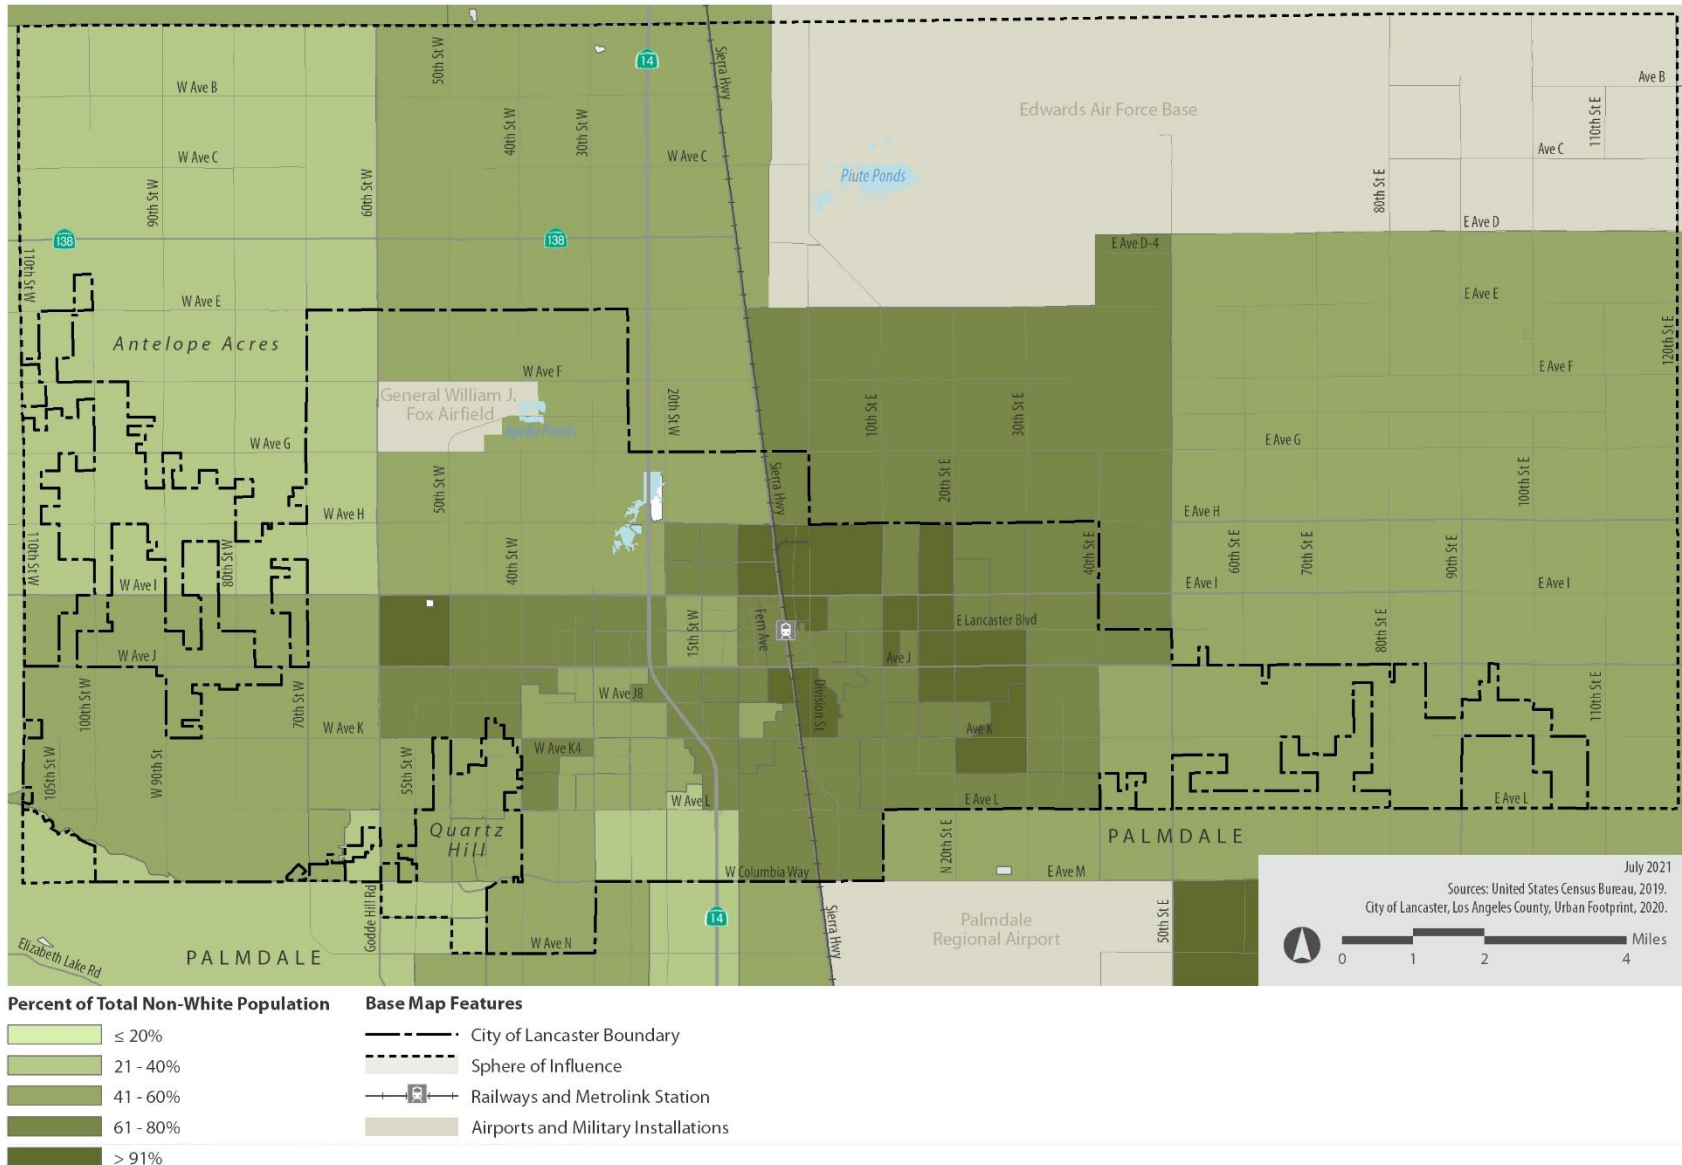 50th St W
14
Sierra Hwy
W Ave B
Ave B
Edwards Air Force Base
110th St E
40th St W
30th St W
W Ave C
W Ave C
Ave C
Piute Ponds
90th St W
60th St W
80th St E
138
138
E Ave D
E Ave D-4
110th St W
W Ave E
E Ave E
Antelope Acres
120th St E
W Ave F
E Ave F
General William J.
Fox Airfield
Apollo Ponds
20th St W
10th St E
30th St E
W Ave G
E Ave G
50th St W
Sierra Hwy
20th St E
100th St E
W Ave H
E Ave H
110th St W
80th St W
40th St W
40th St E
60th St E
70th St E
90th St E
W Ave I
E Ave I
E Ave I
Fern Ave
15th St W
E Lancaster Blvd
80th St E
W Ave J
Ave J
100th St W
70th St W
W Ave J8
Division St
110th St E
W Ave K
Ave K
W Ave K4
105th St W
W 90th St
55th St W
W Ave L
E Ave L
E Ave L
Quartz
Hill
N 20th St E
PALMDALE
W Columbia Way
E Ave M
July 2021
Sources: United States Census Bureau, 2019.
City of Lancaster, Los Angeles County, Urban Footprint, 2020.
Godde Hill Rd
14
Sierra Hwy
Palmdale
Regional Airport
50th St E
Miles
0 1 2 4
W Ave N
Elizabeth Lake Rd
PALMDALE
Percent of Total Non-White Population
≤ 20%
21 - 40%
41 - 60%
61 - 80%
> 91%
Base Map Features
City of Lancaster Boundary
Sphere of Influence
Railways and Metrolink Station
Airports and Military Installations